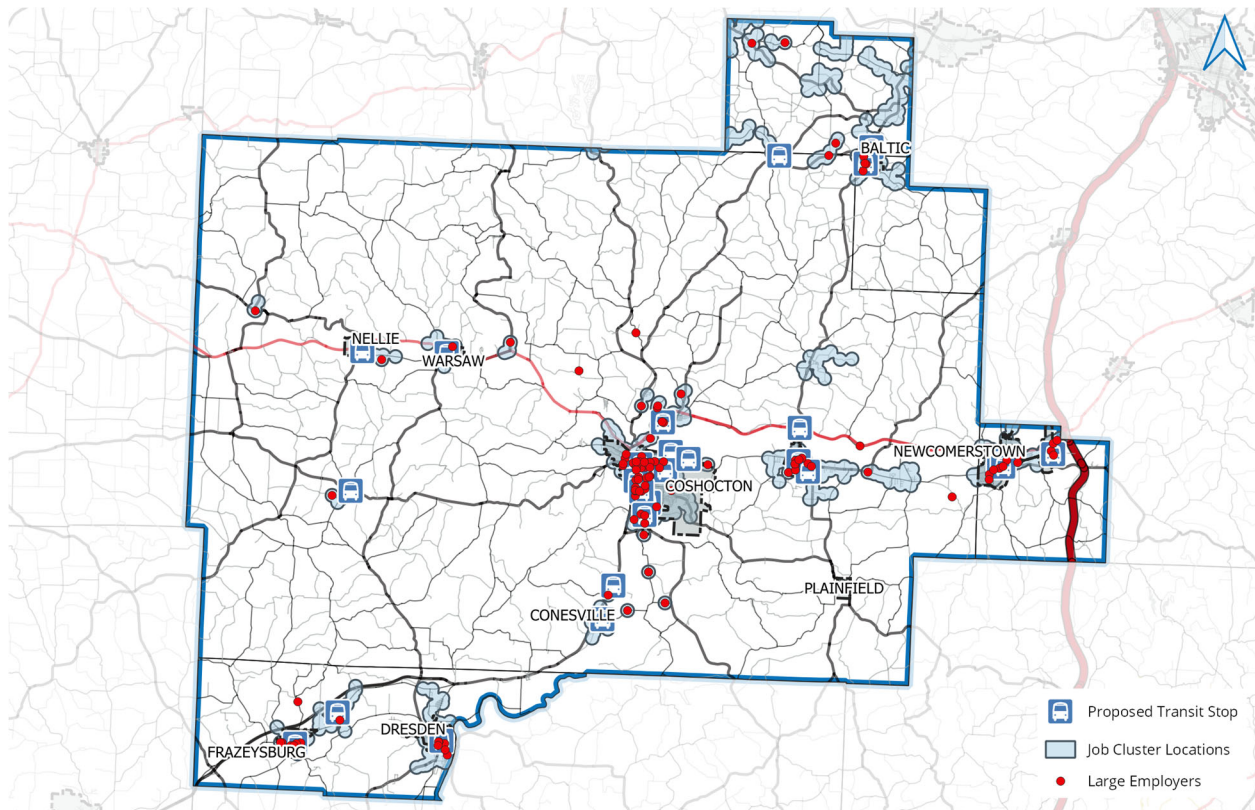 BALTIC
NELLIE
WARSAW
NEWCOMERSTOWN
COSHOCTON
PLAINFIELD
CONESVILLE
DRESDEN
FRAZEYSBURG
Proposed Transit Stop
Job Cluster Locations
Large Employers